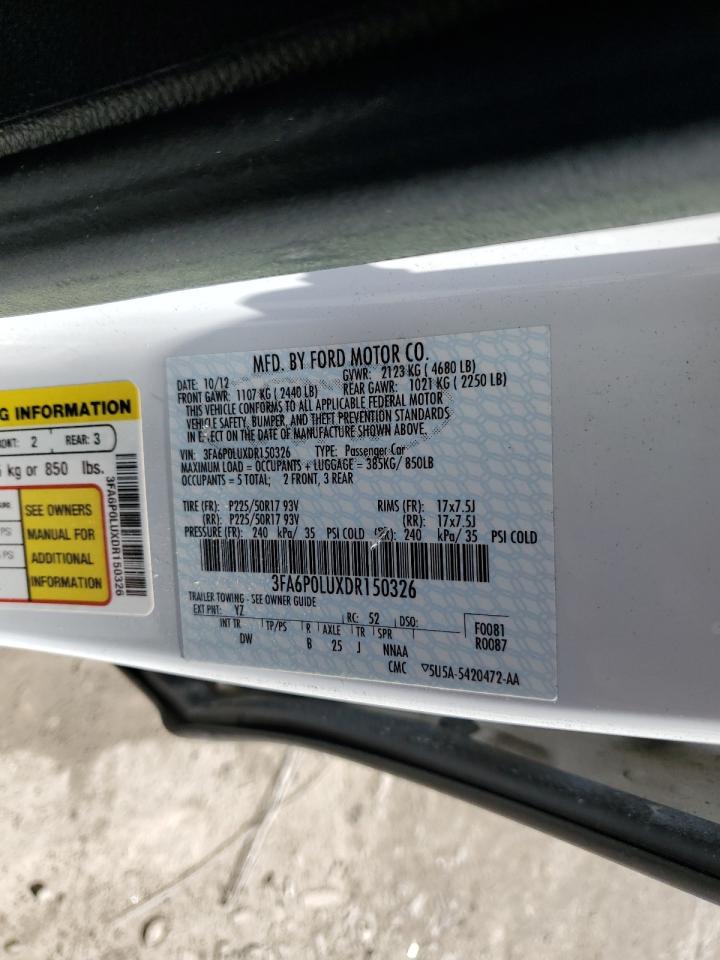 MFD. BY FORD MOTOR CO.
DATE: 10/12 GVWR: 2123 KG ( 4680 LB)
FRONT GAWR: 1107 KG ( 2440 LB) REAR GAWR: 1021 KG ( 2250 LB)
THIS VEHICLE CONFORMS TO ALL APPLICABLE FEDERAL MOTOR
VEHICLE SAFETY, BUMPER, AND THEFT PREVENTION STANDARDS
IN EFFECT ON THE DATE OF MANUFACTURE SHOWN ABOVE.
VIN: 3FA6P0LUXDR150326 TYPE: Passenger Car
MAXIMUM LOAD = OCCUPANTS + LUGGAGE = 385KG/ 850LB
OCCUPANTS = 5 TOTAL; 2 FRONT, 3 REAR
TIRE (FR): P225/50R17 93V RIMS (FR): 17x7.5J
(RR): P225/50R17 93V (RR): 17x7.5J
PRESSURE (FR): 240 kPa/ 35 PSI COLD (RR): 240 kPa/ 35 PSI COLD
3FA6P0LUXDR150326
TRAILER TOWING - SEE OWNER GUIDE
EXT PNT: YZ RC: 52 DSO: F0081
INT TR TP/PS R AXLE TR SPR R0087
DW B 25 J NNAA
CMC ▽5U5A-5420472-AA
G INFORMATION
ONT: 2 REAR: 3
kg or 850 lbs.
SEE OWNERS
MANUAL FOR
ADDITIONAL
INFORMATION
3FA6P0LUXDR150326